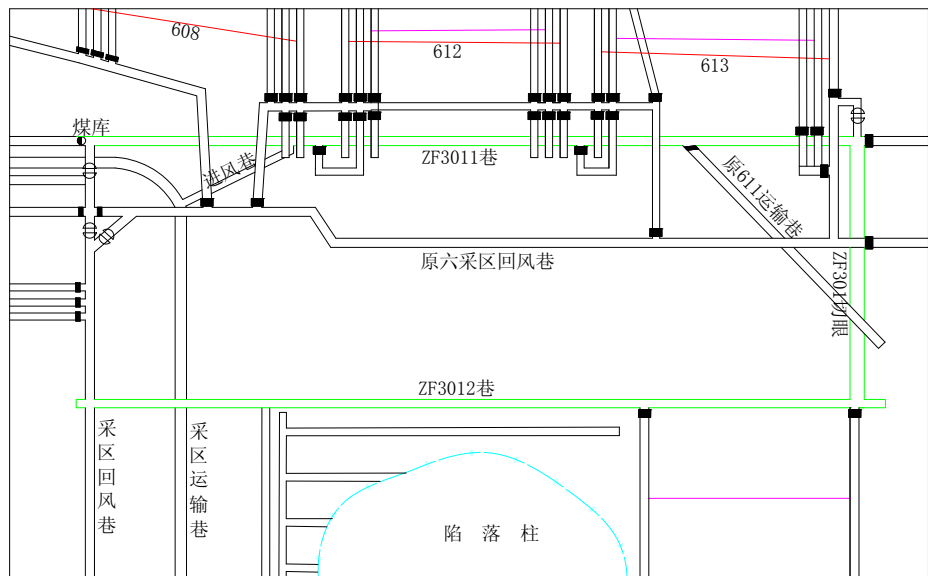 608
612
613
煤库
进风巷
ZF3011巷
原611运输巷
原六采区回风巷
ZF301切眼
ZF3012巷
采区回风巷
采区运输巷
陷落柱